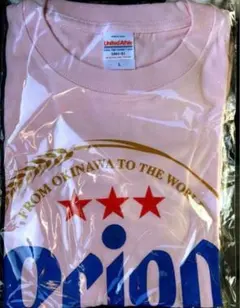 United Athle
L
FROM OKINAWA TO THE WOR
Orion